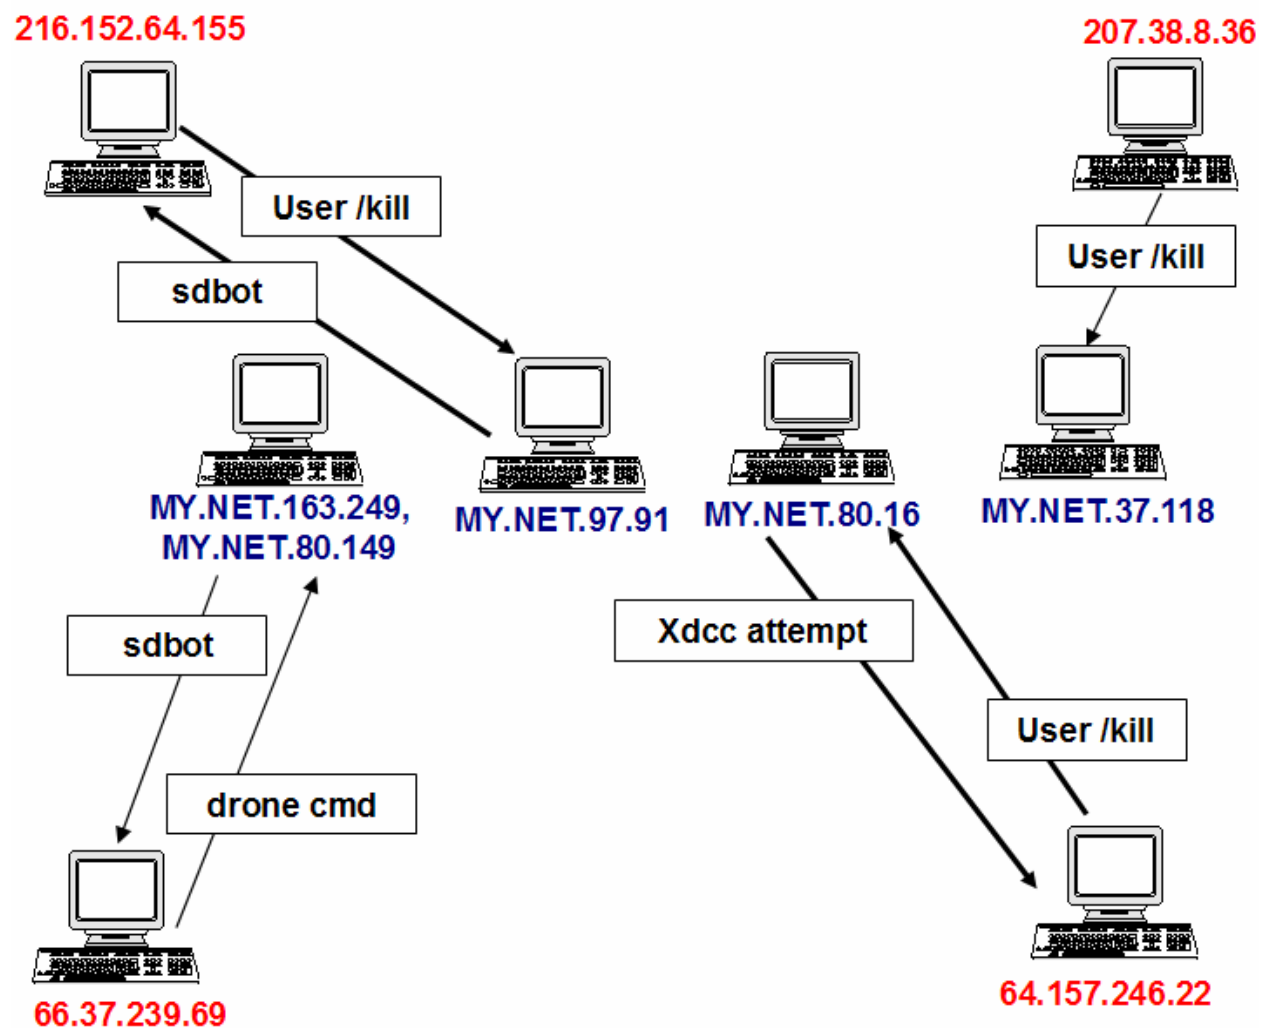 216.152.64.155
207.38.8.36
User /kill
User /kill
sdbot
MY.NET.163.249,
MY.NET.80.149
MY.NET.97.91
MY.NET.80.16
MY.NET.37.118
sdbot
Xdcc attempt
User /kill
drone cmd
66.37.239.69
64.157.246.22